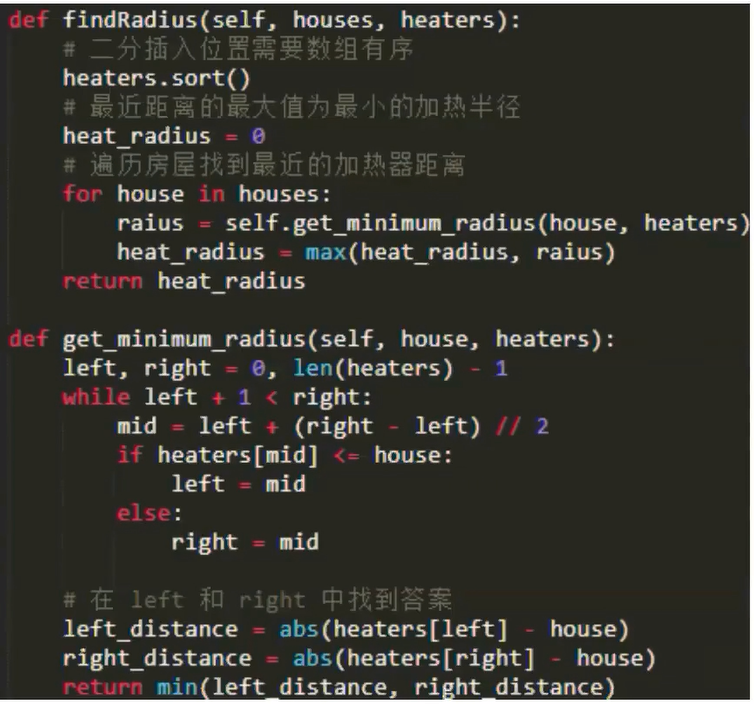 def findRadius(self, houses, heaters):
    # 二分插入位置需要数组有序
    heaters.sort()
    # 最近距离的最大值为最小的加热半径
    heat_radius = 0
    # 遍历房屋找到最近的加热器距离
    for house in houses:
        raius = self.get_minimum_radius(house, heaters)
        heat_radius = max(heat_radius, raius)
    return heat_radius

def get_minimum_radius(self, house, heaters):
    left, right = 0, len(heaters) - 1
    while left + 1 < right:
        mid = left + (right - left) // 2
        if heaters[mid] <= house:
            left = mid
        else:
            right = mid

    # 在 left 和 right 中找到答案
    left_distance = abs(heaters[left] - house)
    right_distance = abs(heaters[right] - house)
    return min(left_distance, right_distance)